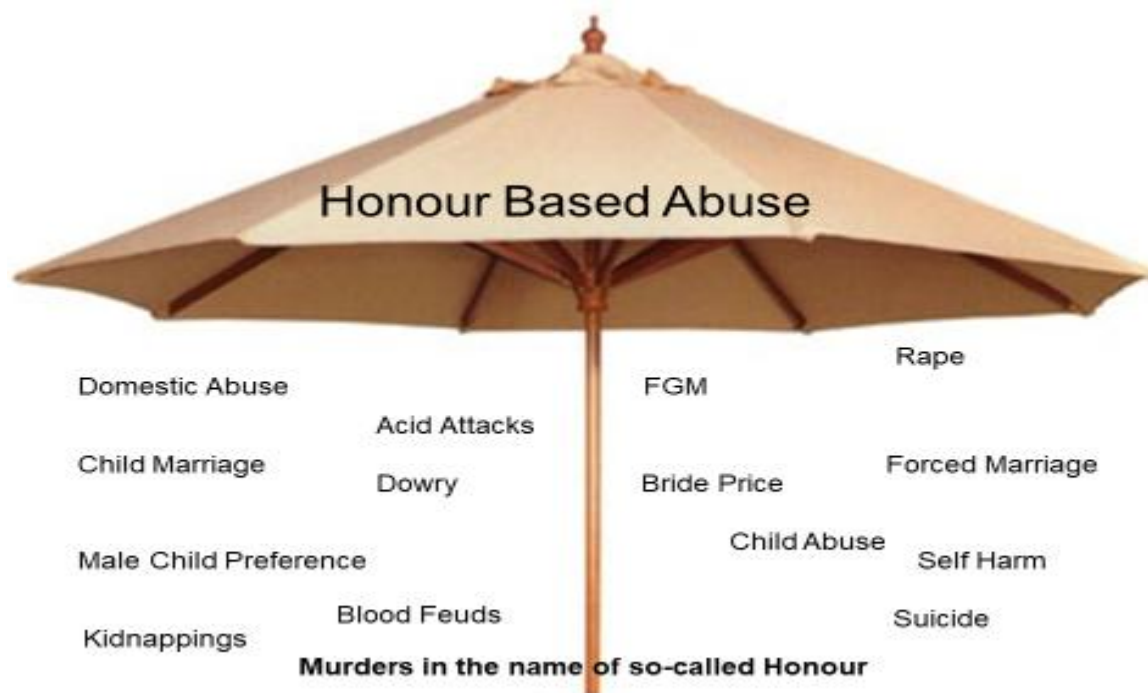 Honour Based Abuse
Rape
Domestic Abuse
FGM
Acid Attacks
Child Marriage
Forced Marriage
Dowry
Bride Price
Child Abuse
Male Child Preference
Self Harm
Blood Feuds
Suicide
Kidnappings
Murders in the name of so-called Honour